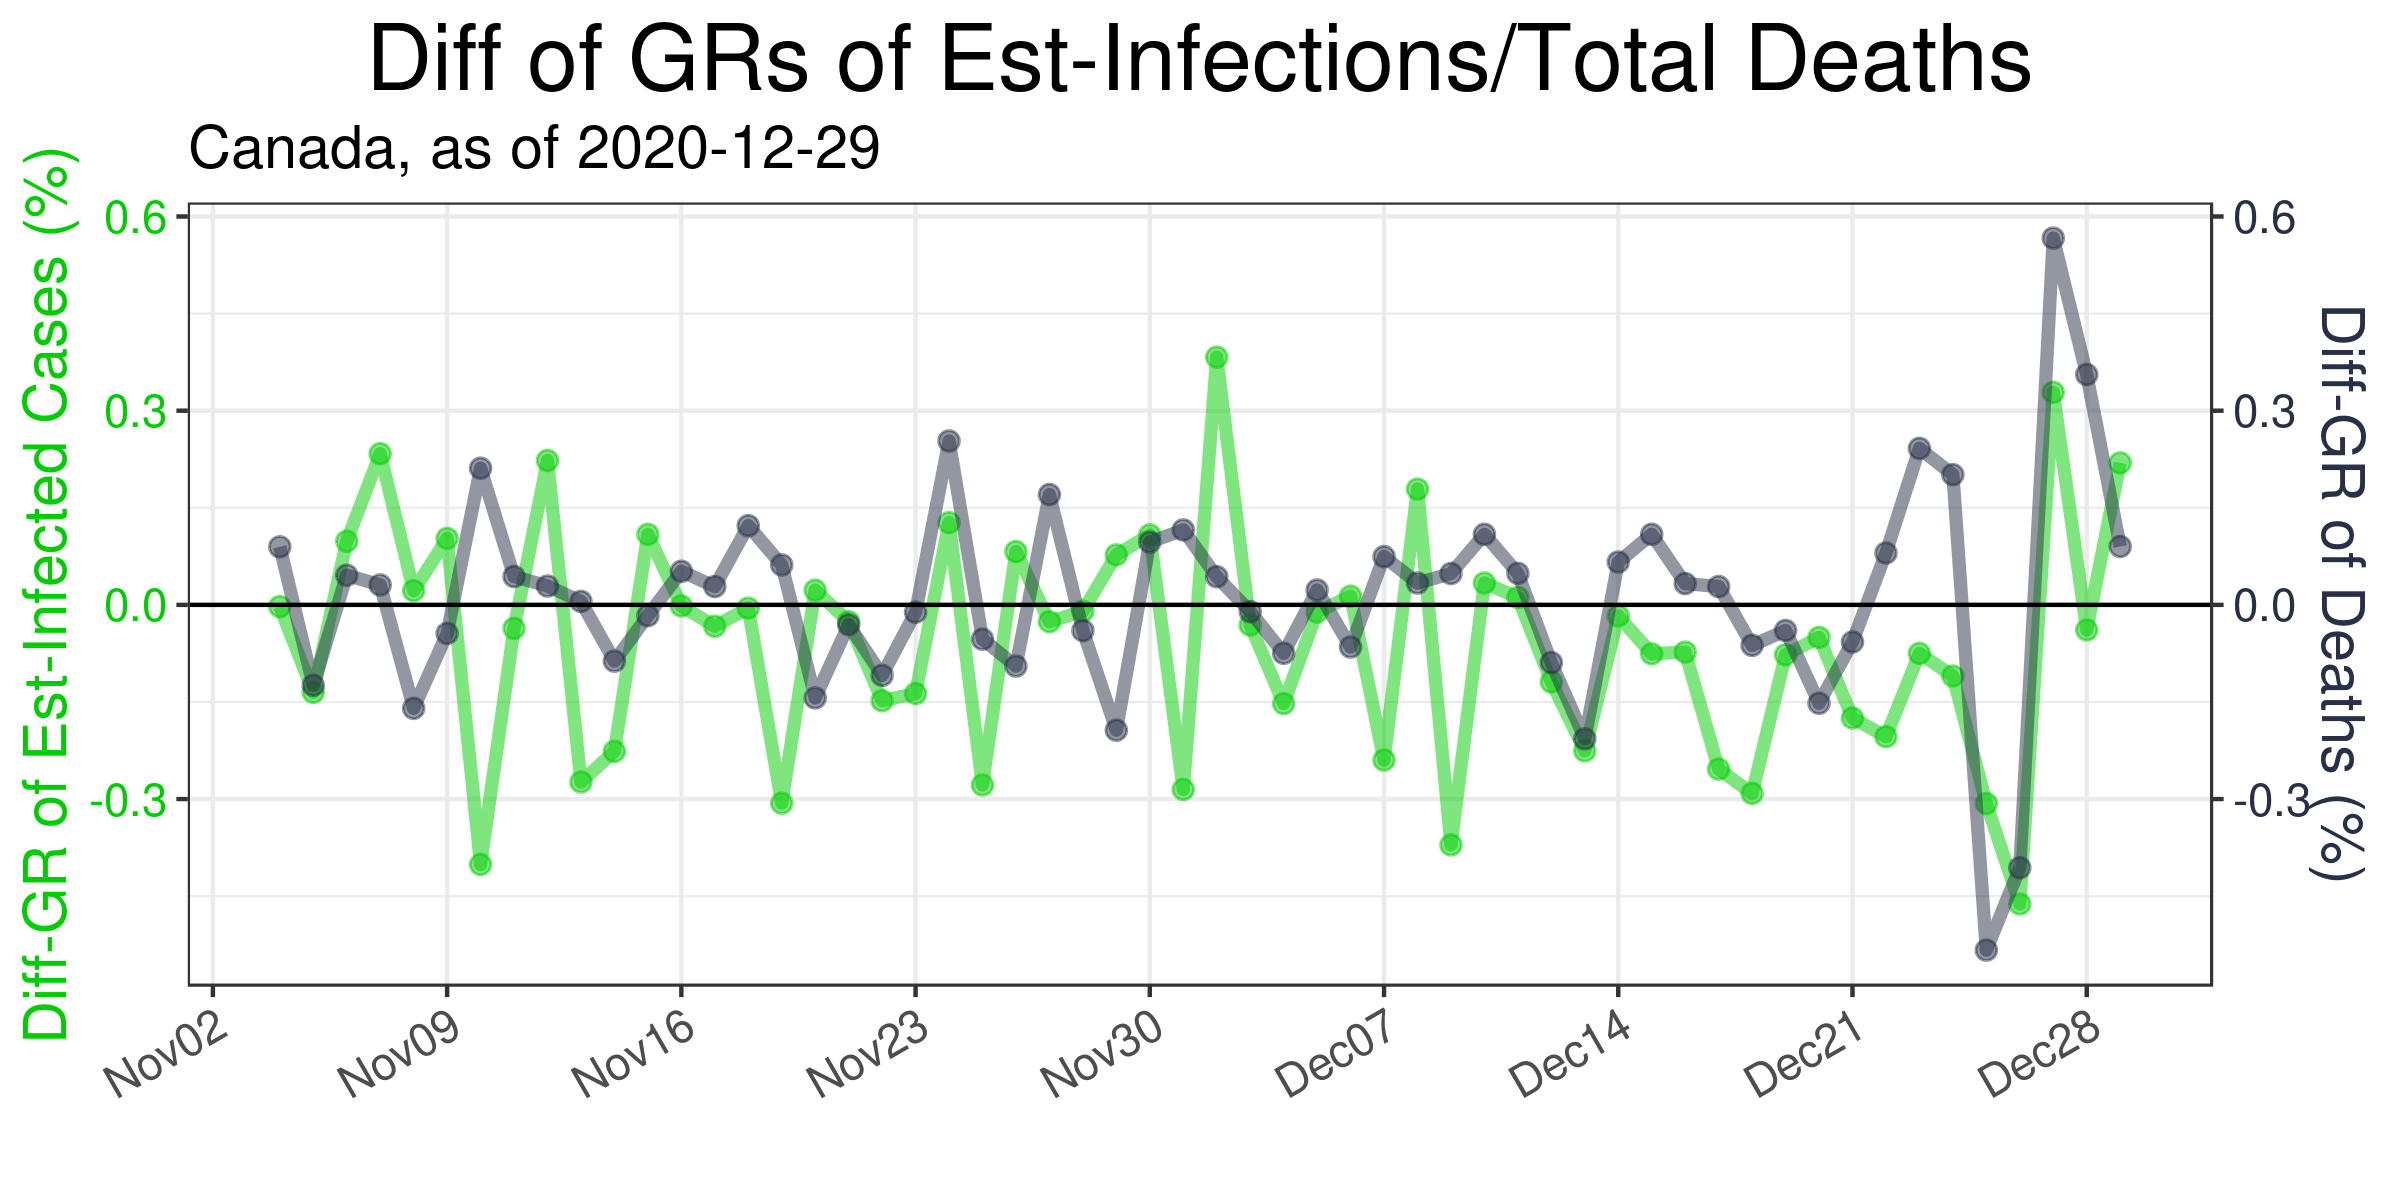 Diff of GRs of Est-Infections/Total Deaths
Canada, as of 2020-12-29
Diff-GR of Est-Infected Cases (%)
0.6
0.3
0.0
-0.3
0.6
0.3
0.0
-0.3
Diff-GR of Deaths (%)
Nov02
Nov09
Nov16
Nov23
Nov30
Dec07
Dec14
Dec21
Dec28